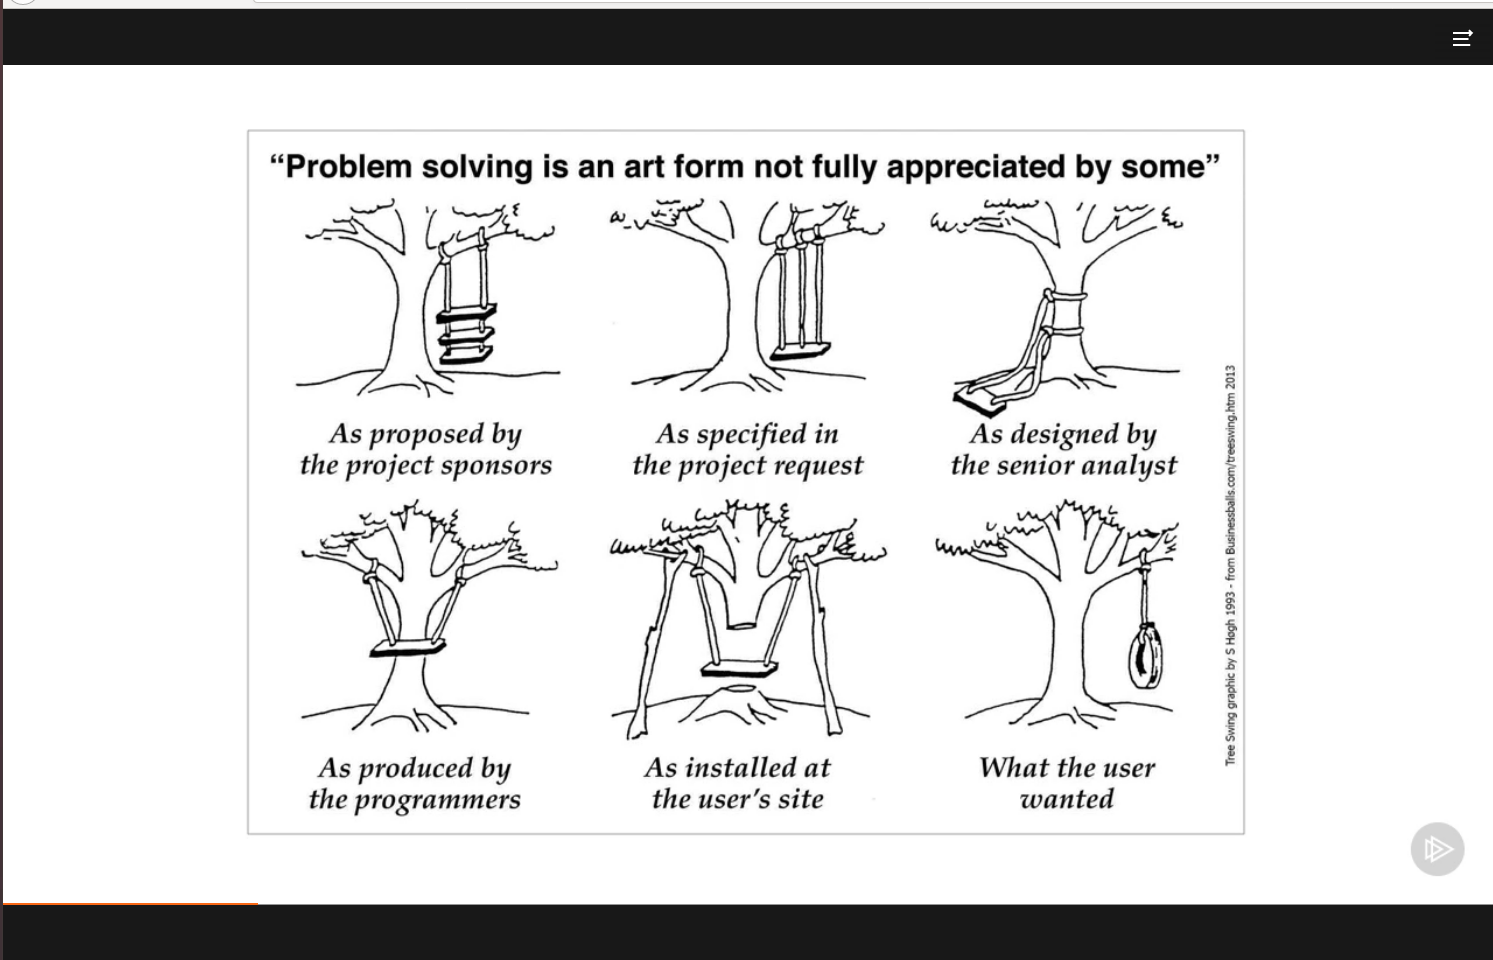 “Problem solving is an art form not fully appreciated by some”
As proposed by
the project sponsors
As specified in
the project request
As designed by
the senior analyst
As produced by
the programmers
As installed at
the user’s site
What the user
wanted
Tree Swing graphic by S Høgh 1993 - from Businessballs.com/treeswing.htm 2013